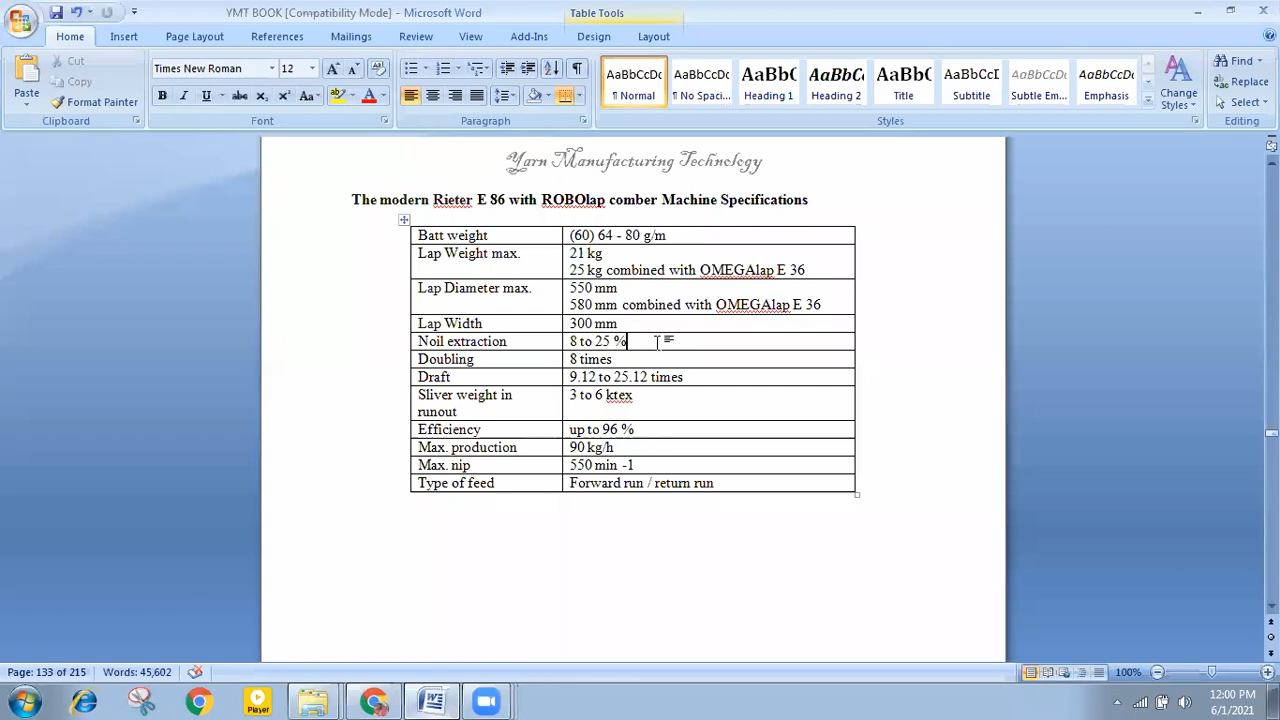 YMT BOOK [Compatibility Mode] - Microsoft Word
Table Tools
Home Insert Page Layout References Mailings Review View Add-Ins Design Layout
Paste
Cut
Copy
Format Painter
Clipboard
Times New Roman 12
Font
Paragraph
AaBbCcDc AaBbCcDc AaBbC AaBbCc AaBbC AaBbCcI AaBbCcDc AaBbCcDc
¶ Normal ¶ No Spaci... Heading 1 Heading 2 Title Subtitle Subtle Em... Emphasis
Change Styles
Styles
Find
Replace
Select
Editing
Yarn Manufacturing Technology
The modern Rieter E 86 with ROBOlap comber Machine Specifications
Batt weight (60) 64 - 80 g/m
Lap Weight max. 21 kg
25 kg combined with OMEGAlap E 36
Lap Diameter max. 550 mm
580 mm combined with OMEGAlap E 36
Lap Width 300 mm
Noil extraction 8 to 25 %
Doubling 8 times
Draft 9.12 to 25.12 times
Sliver weight in 3 to 6 ktex
runout
Efficiency up to 96 %
Max. production 90 kg/h
Max. nip 550 min -1
Type of feed Forward run / return run
Page: 133 of 215 Words: 45,602 100%
Player
12:00 PM
6/1/2021